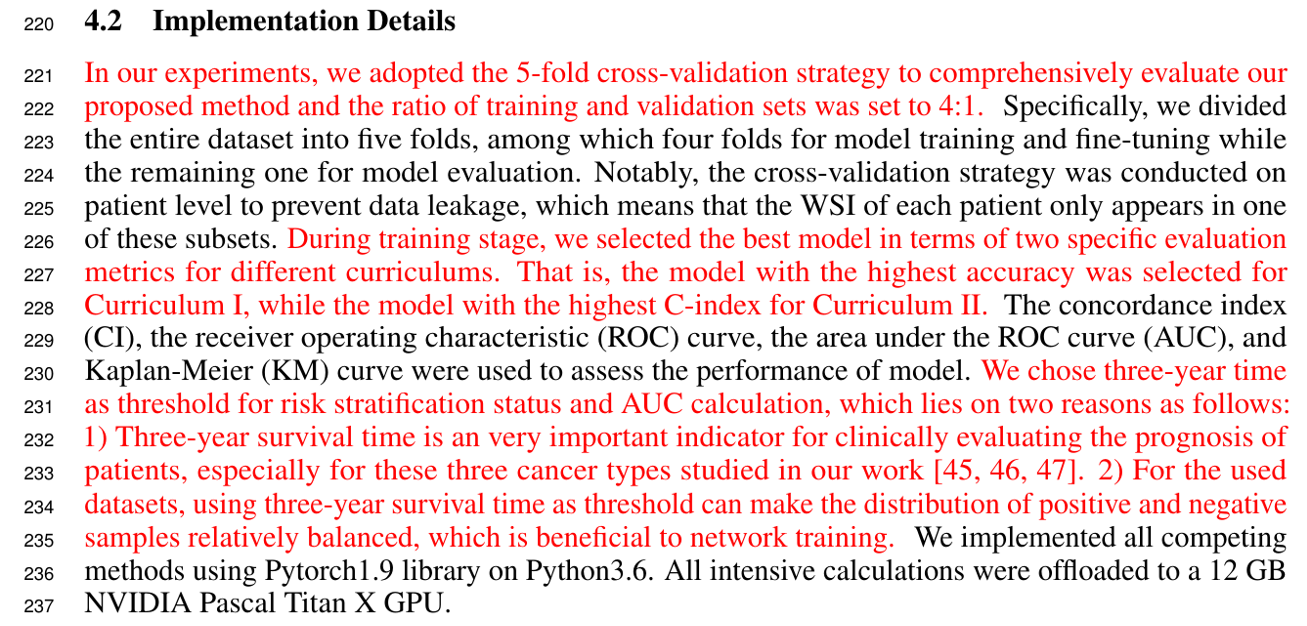 220 4.2 Implementation Details
221 In our experiments, we adopted the 5-fold cross-validation strategy to comprehensively evaluate our
222 proposed method and the ratio of training and validation sets was set to 4:1. Specifically, we divided
223 the entire dataset into five folds, among which four folds for model training and fine-tuning while
224 the remaining one for model evaluation. Notably, the cross-validation strategy was conducted on
225 patient level to prevent data leakage, which means that the WSI of each patient only appears in one
226 of these subsets. During training stage, we selected the best model in terms of two specific evaluation
227 metrics for different curriculums. That is, the model with the highest accuracy was selected for
228 Curriculum I, while the model with the highest C-index for Curriculum II. The concordance index
229 (CI), the receiver operating characteristic (ROC) curve, the area under the ROC curve (AUC), and
230 Kaplan-Meier (KM) curve were used to assess the performance of model. We chose three-year time
231 as threshold for risk stratification status and AUC calculation, which lies on two reasons as follows:
232 1) Three-year survival time is an very important indicator for clinically evaluating the prognosis of
233 patients, especially for these three cancer types studied in our work [45, 46, 47]. 2) For the used
234 datasets, using three-year survival time as threshold can make the distribution of positive and negative
235 samples relatively balanced, which is beneficial to network training. We implemented all competing
236 methods using Pytorch1.9 library on Python3.6. All intensive calculations were offloaded to a 12 GB
237 NVIDIA Pascal Titan X GPU.